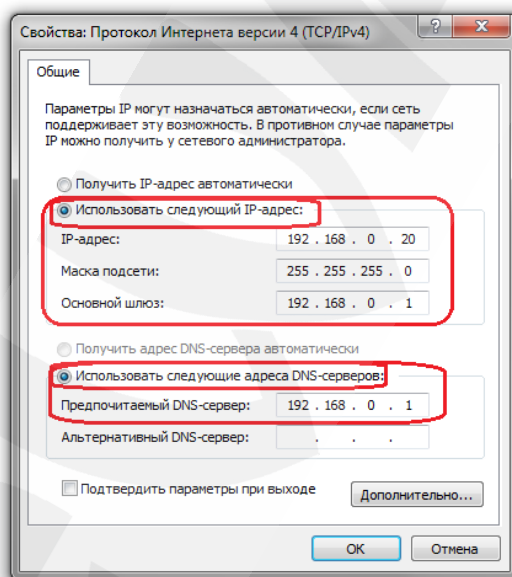 Свойства: Протокол Интернета версии 4 (TCP/IPv4)
?
Общие
Параметры IP могут назначаться автоматически, если сеть
поддерживает эту возможность. В противном случае параметры
IP можно получить у сетевого администратора.
Получить IP-адрес автоматически
Использовать следующий IP-адрес:
IP-адрес: 192 . 168 . 0 . 20
Маска подсети: 255 . 255 . 255 . 0
Основной шлюз: 192 . 168 . 0 . 1
Получить адрес DNS-сервера автоматически
Использовать следующие адреса DNS-серверов:
Предпочитаемый DNS-сервер: 192 . 168 . 0 . 1
Альтернативный DNS-сервер: . . .
Подтвердить параметры при выходе
Дополнительно...
OK Отмена